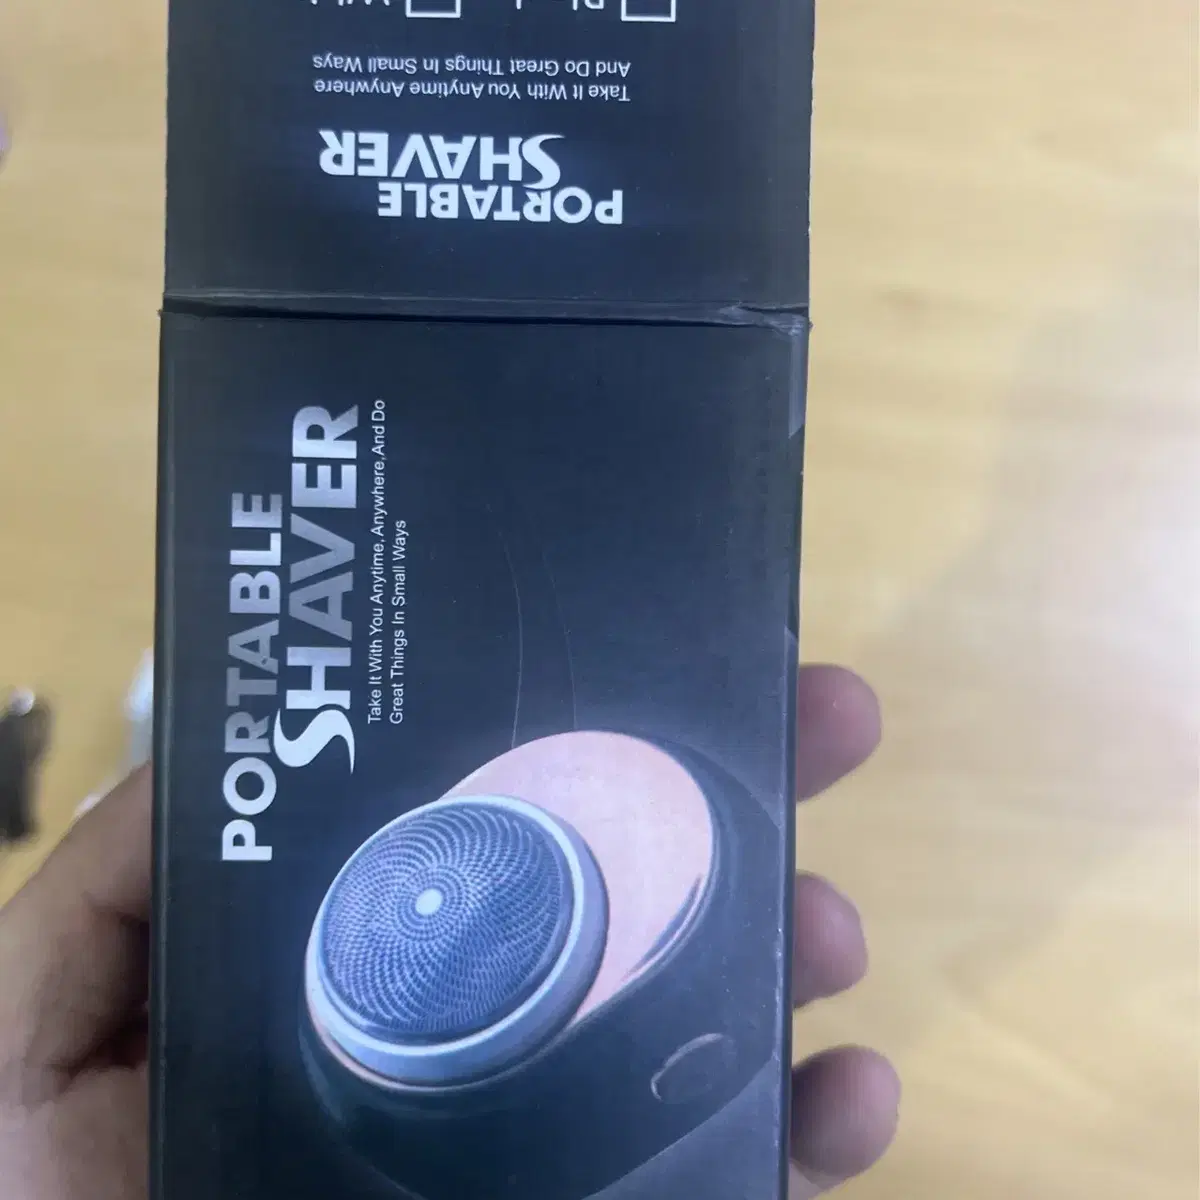 PORTABLE
SHAVER
Take It With You Anytime Anywhere
And Do Great Things In Small Ways
PORTABLE
SHAVER
Take It With You Anytime, Anywhere,And Do
Great Things In Small Ways